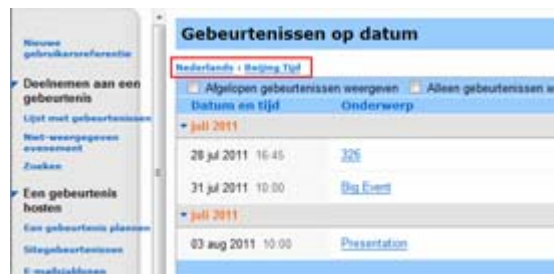 Nieuwe
gebruikersreferentie
Deelnemen aan een
gebeurtenis
Lijst met gebeurtenissen
Niet-weergegeven
evenement
Zoeken
Een gebeurtenis
hosten
Een gebeurtenis plannen
Sitegebeurtenissen
E-mailsjablonen
Gebeurtenissen op datum
Nederlands : Beijing Tijd
Afgelopen gebeurtenissen weergeven Alleen gebeurtenissen
Datum en tijd Onderwerp
juli 2011
28 jul 2011 16:45 326
31 jul 2011 10:00 Big Event
juli 2011
03 aug 2011 10:00 Presentation